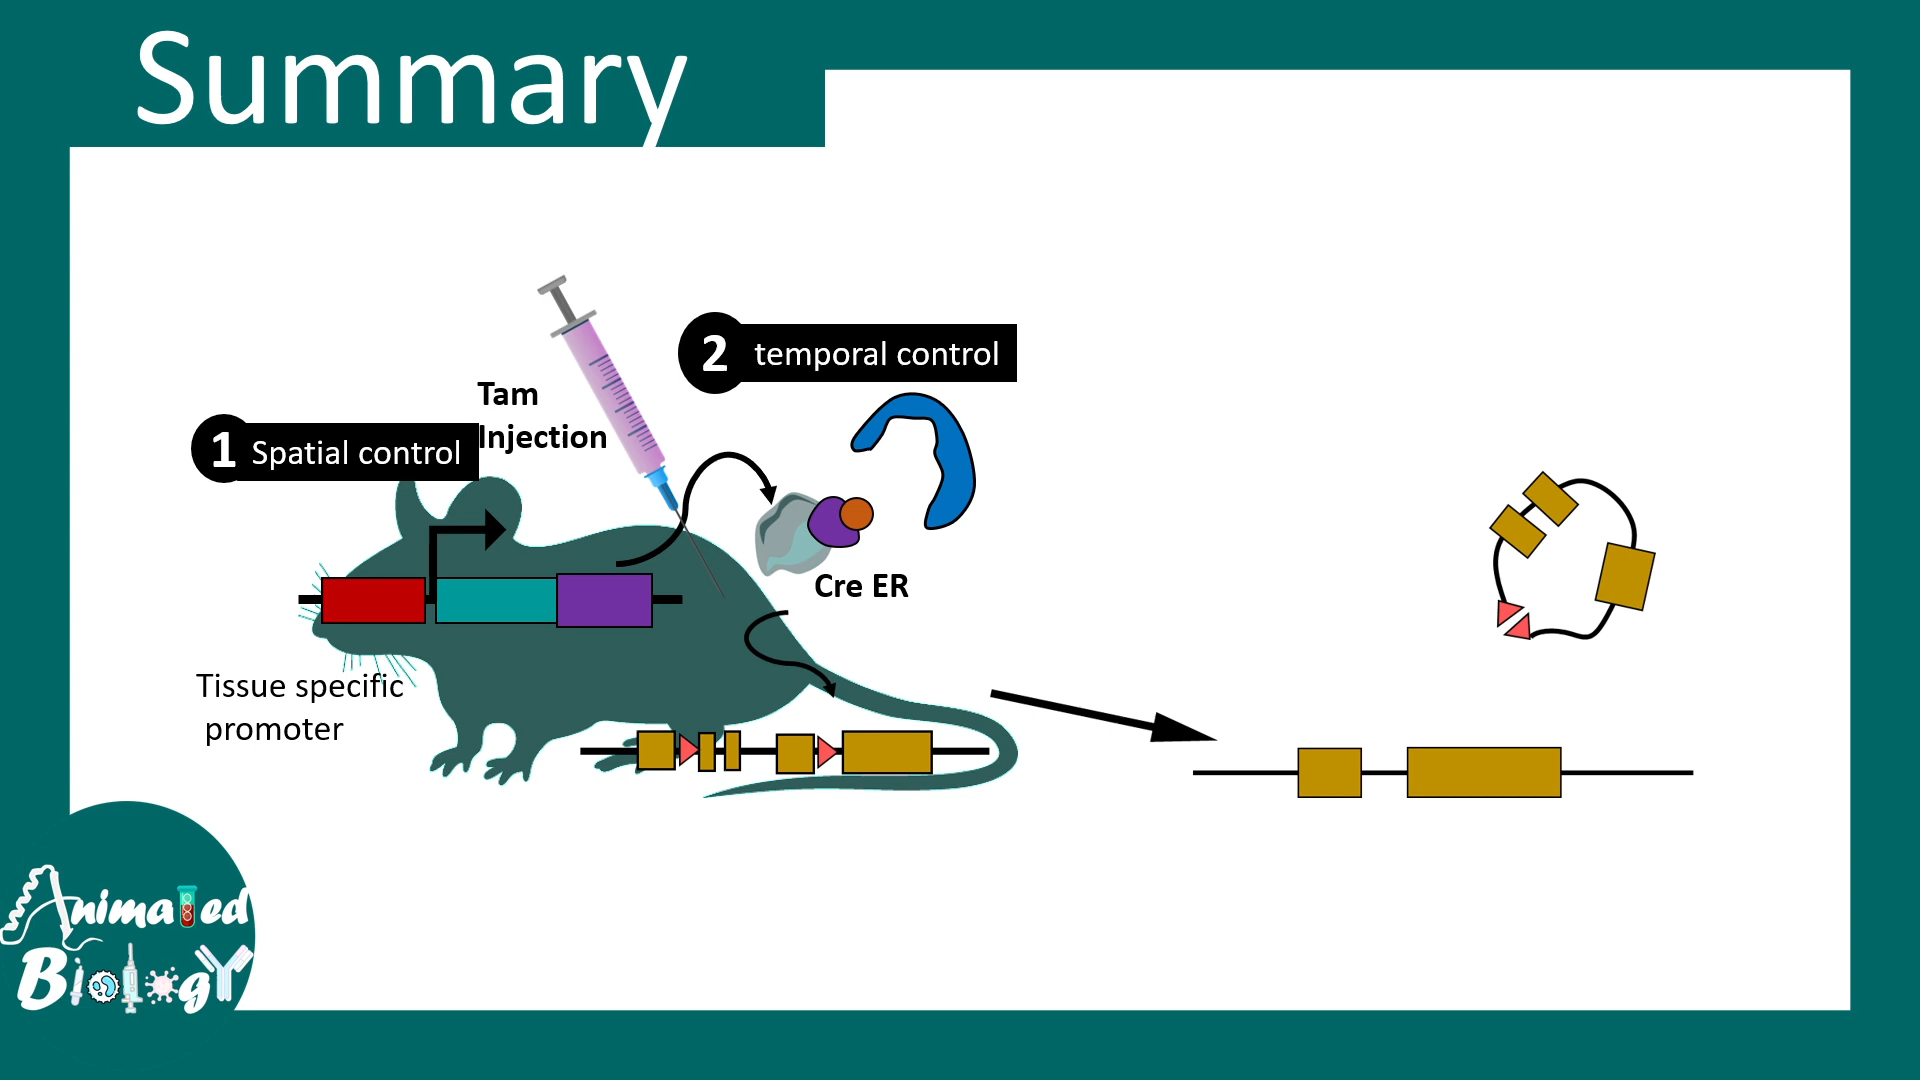 Summary
2 temporal control
Tam
Injection
1 Spatial control
Cre ER
Tissue specific
promoter
Animated
Biology